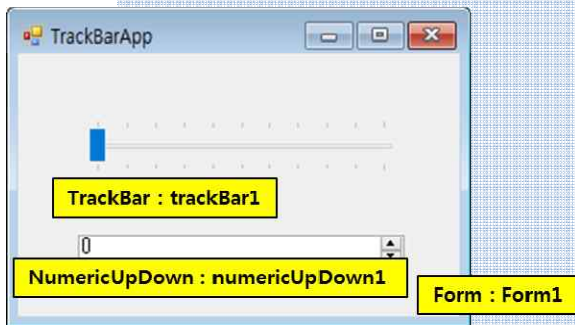 TrackBarApp
TrackBar : trackBar1
0
NumericUpDown : numericUpDown1
Form : Form1